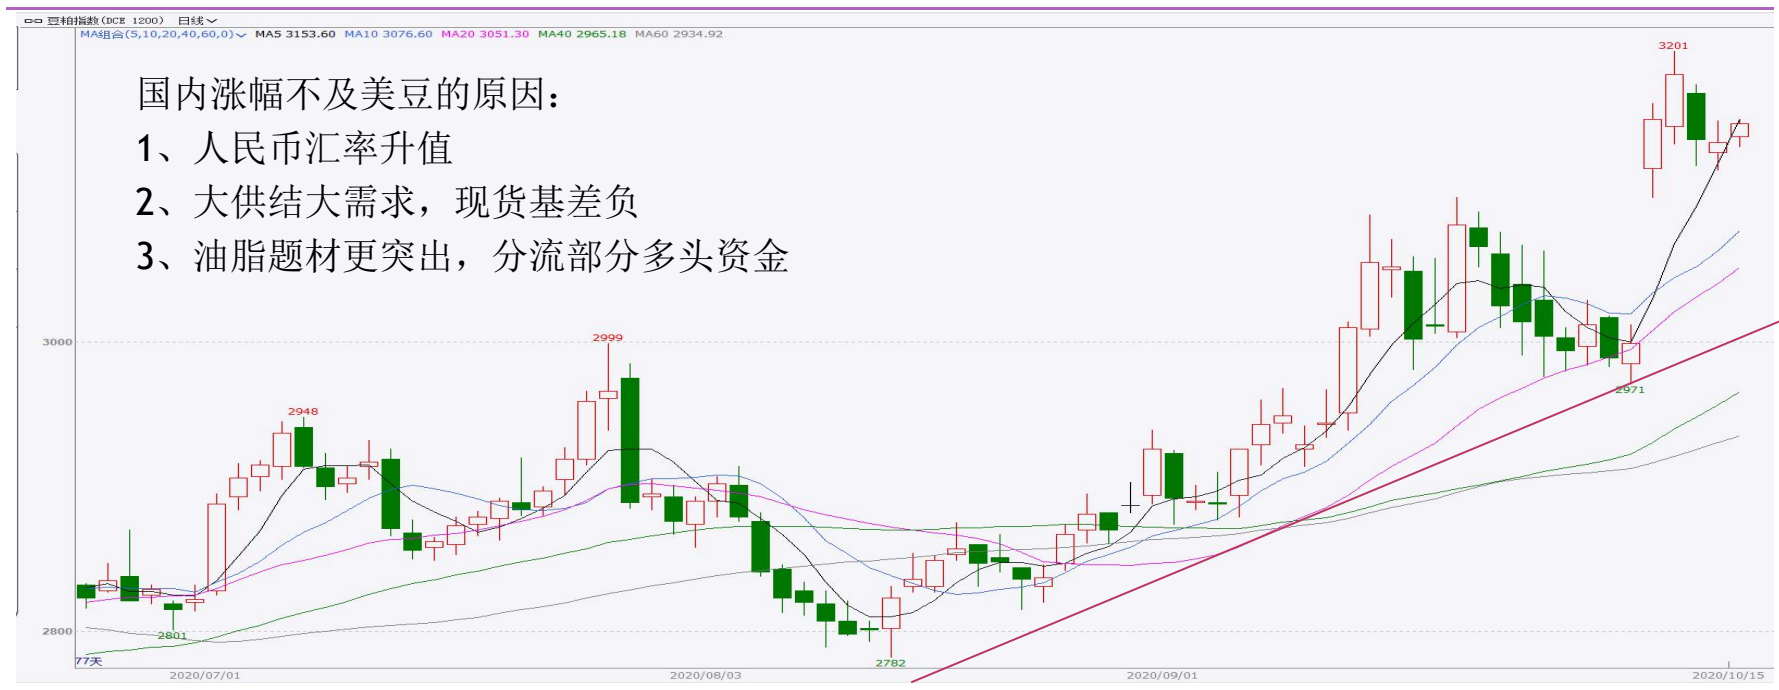 豆粕指数(DCE 1200) 日线
MA组合(5,10,20,40,60,0) MA5 3153.60 MA10 3076.60 MA20 3051.30 MA40 2965.18 MA60 2934.92
3201
国内涨幅不及美豆的原因：
1、人民币汇率升值
2、大供结大需求，现货基差负
3、油脂题材更突出，分流部分多头资金
3000
2999
2971
2948
2800
2801
2782
77天
2020/07/01 2020/08/03 2020/09/01 2020/10/15